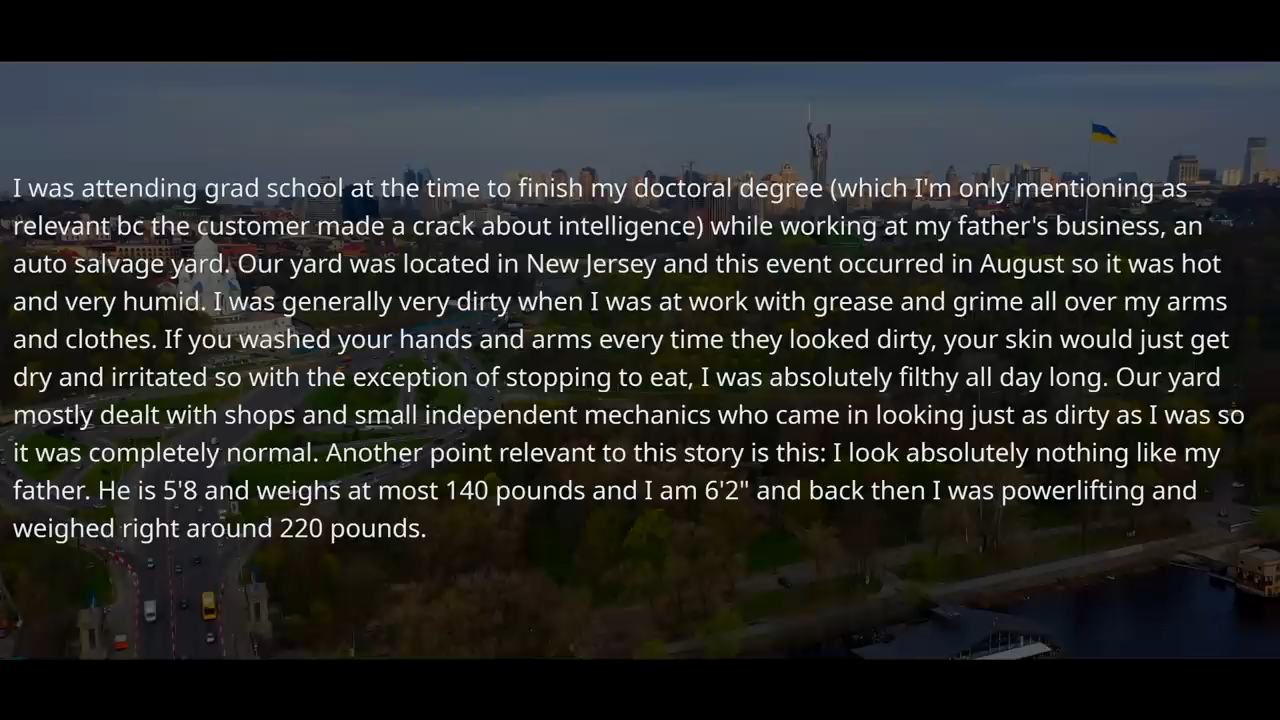 I was attending grad school at the time to finish my doctoral degree (which I'm only mentioning as
relevant bc the customer made a crack about intelligence) while working at my father's business, an
auto salvage yard. Our yard was located in New Jersey and this event occurred in August so it was hot
and very humid. I was generally very dirty when I was at work with grease and grime all over my arms
and clothes. If you washed your hands and arms every time they looked dirty, your skin would just get
dry and irritated so with the exception of stopping to eat, I was absolutely filthy all day long. Our yard
mostly dealt with shops and small independent mechanics who came in looking just as dirty as I was so
it was completely normal. Another point relevant to this story is this: I look absolutely nothing like my
father. He is 5'8 and weighs at most 140 pounds and I am 6'2" and back then I was powerlifting and
weighed right around 220 pounds.